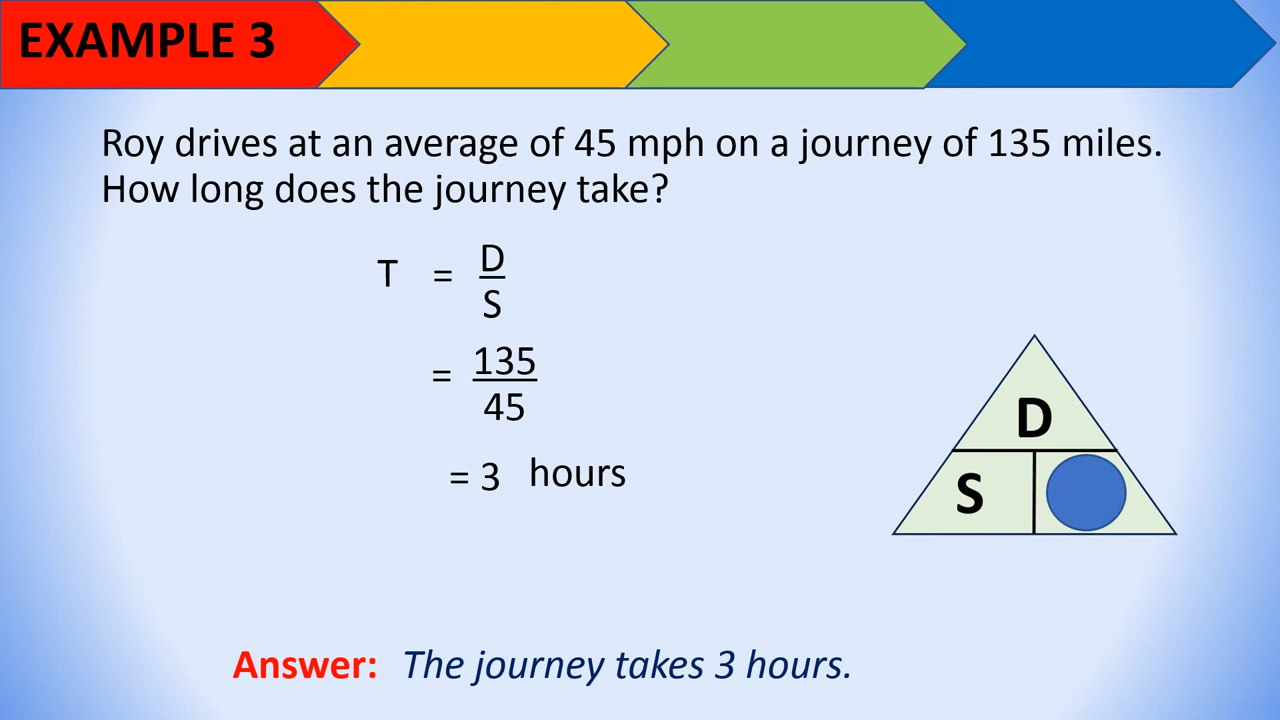 EXAMPLE 3
Roy drives at an average of 45 mph on a journey of 135 miles.
How long does the journey take?
T = D
S
= 135
45
= 3 hours
D
S
Answer: The journey takes 3 hours.